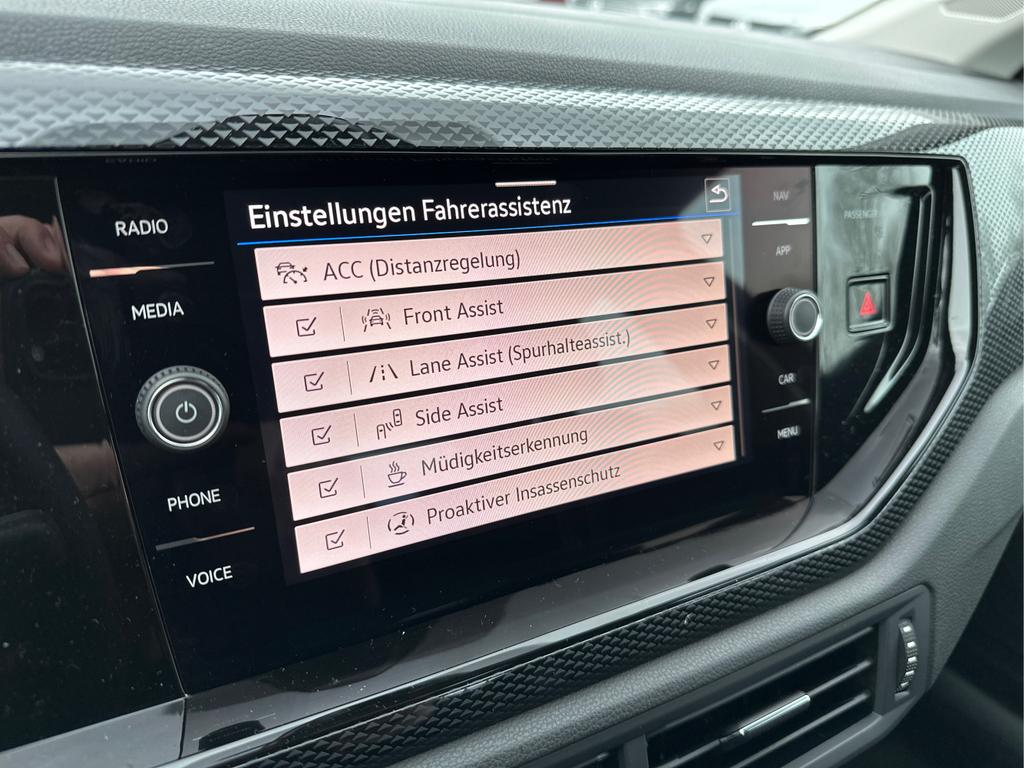 RADIO
MEDIA
PHONE
VOICE
Einstellungen Fahrerassistenz
ACC (Distanzregelung)
Front Assist
Lane Assist (Spurhalteassist.)
Side Assist
Müdigkeitserkennung
Proaktiver Insassenschutz
NAV
APP
CAR
MENU
PASSENGER